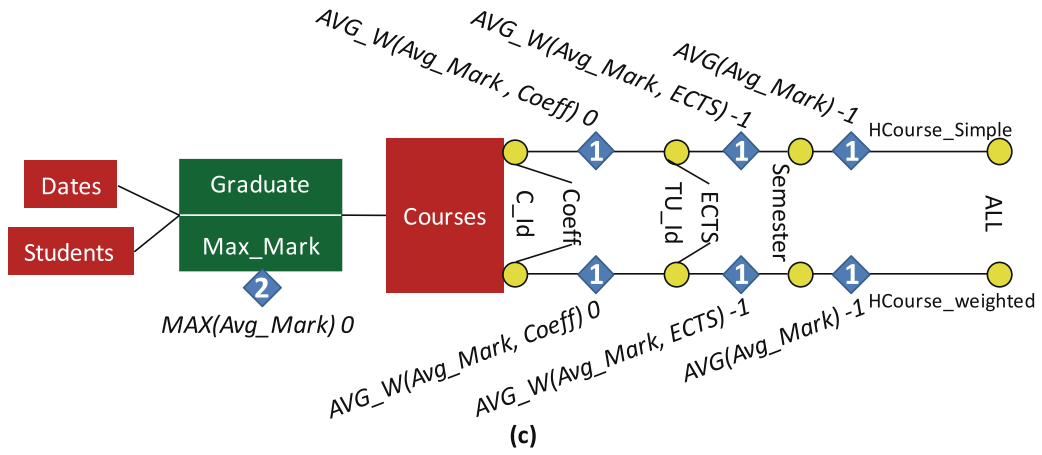 AVG_W(Avg_Mark , Coeff) 0
AVG_W(Avg_Mark, ECTS) -1
AVG(Avg_Mark) -1
1
1
1
HCourse_Simple
Dates
Students
Graduate
Max_Mark
2
MAX(Avg_Mark) 0
Courses
C_Id
Coeff
TU_Id
ECTS
Semester
ALL
1
1
1
HCourse_weighted
AVG_W(Avg_Mark, Coeff) 0
AVG_W(Avg_Mark, ECTS) -1
AVG(Avg_Mark) -1
(c)